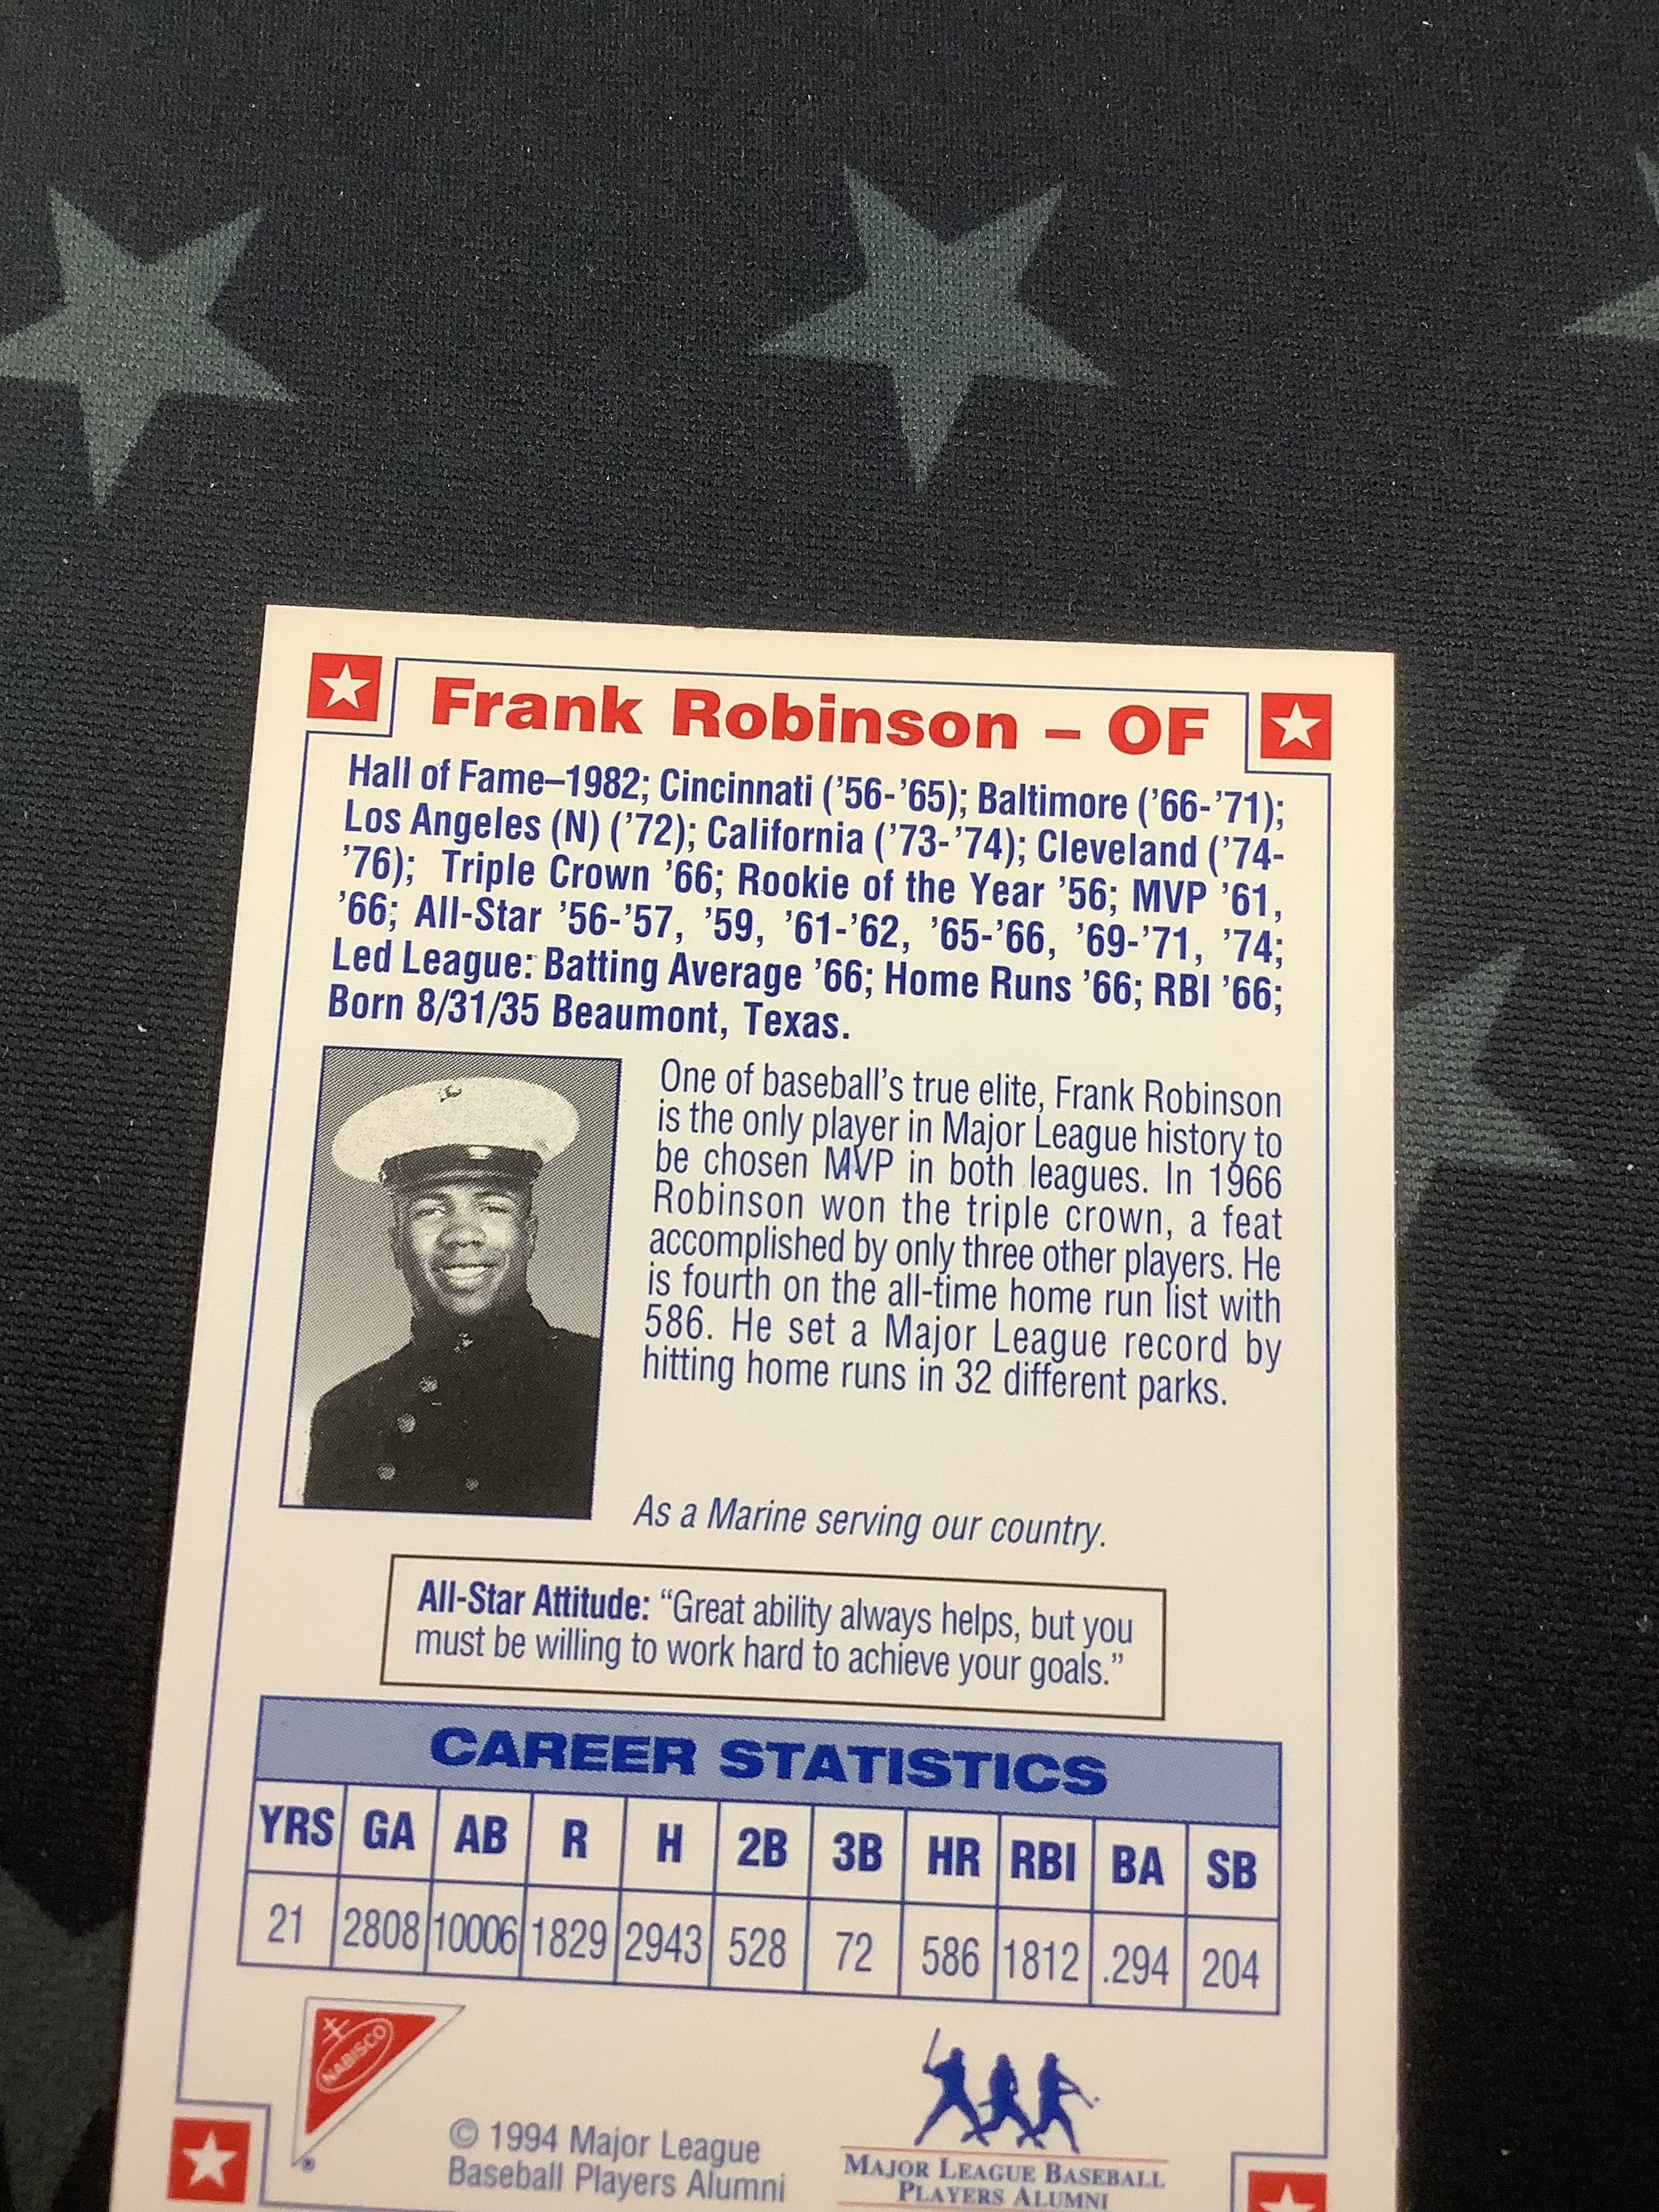 Frank Robinson – OF
Hall of Fame–1982; Cincinnati (’56-’65); Baltimore (’66-’71);
Los Angeles (N) (’72); California (’73-’74); Cleveland (’74-
’76); Triple Crown ’66; Rookie of the Year ’56; MVP ’61,
’66; All-Star ’56-’57, ’59, ’61-’62, ’65-’66, ’69-’71, ’74;
Led League: Batting Average ’66; Home Runs ’66; RBI ’66;
Born 8/31/35 Beaumont, Texas.
One of baseball’s true elite, Frank Robinson
is the only player in Major League history to
be chosen MVP in both leagues. In 1966
Robinson won the triple crown, a feat
accomplished by only three other players. He
is fourth on the all-time home run list with
586. He set a Major League record by
hitting home runs in 32 different parks.
As a Marine serving our country.
All-Star Attitude: “Great ability always helps, but you
must be willing to work hard to achieve your goals.”
CAREER STATISTICS
YRS GA AB R H 2B 3B HR RBI BA SB
21 2808 10006 1829 2943 528 72 586 1812 .294 204
NABISCO
®
© 1994 Major League
Baseball Players Alumni
MAJOR LEAGUE BASEBALL
PLAYERS ALUMNI